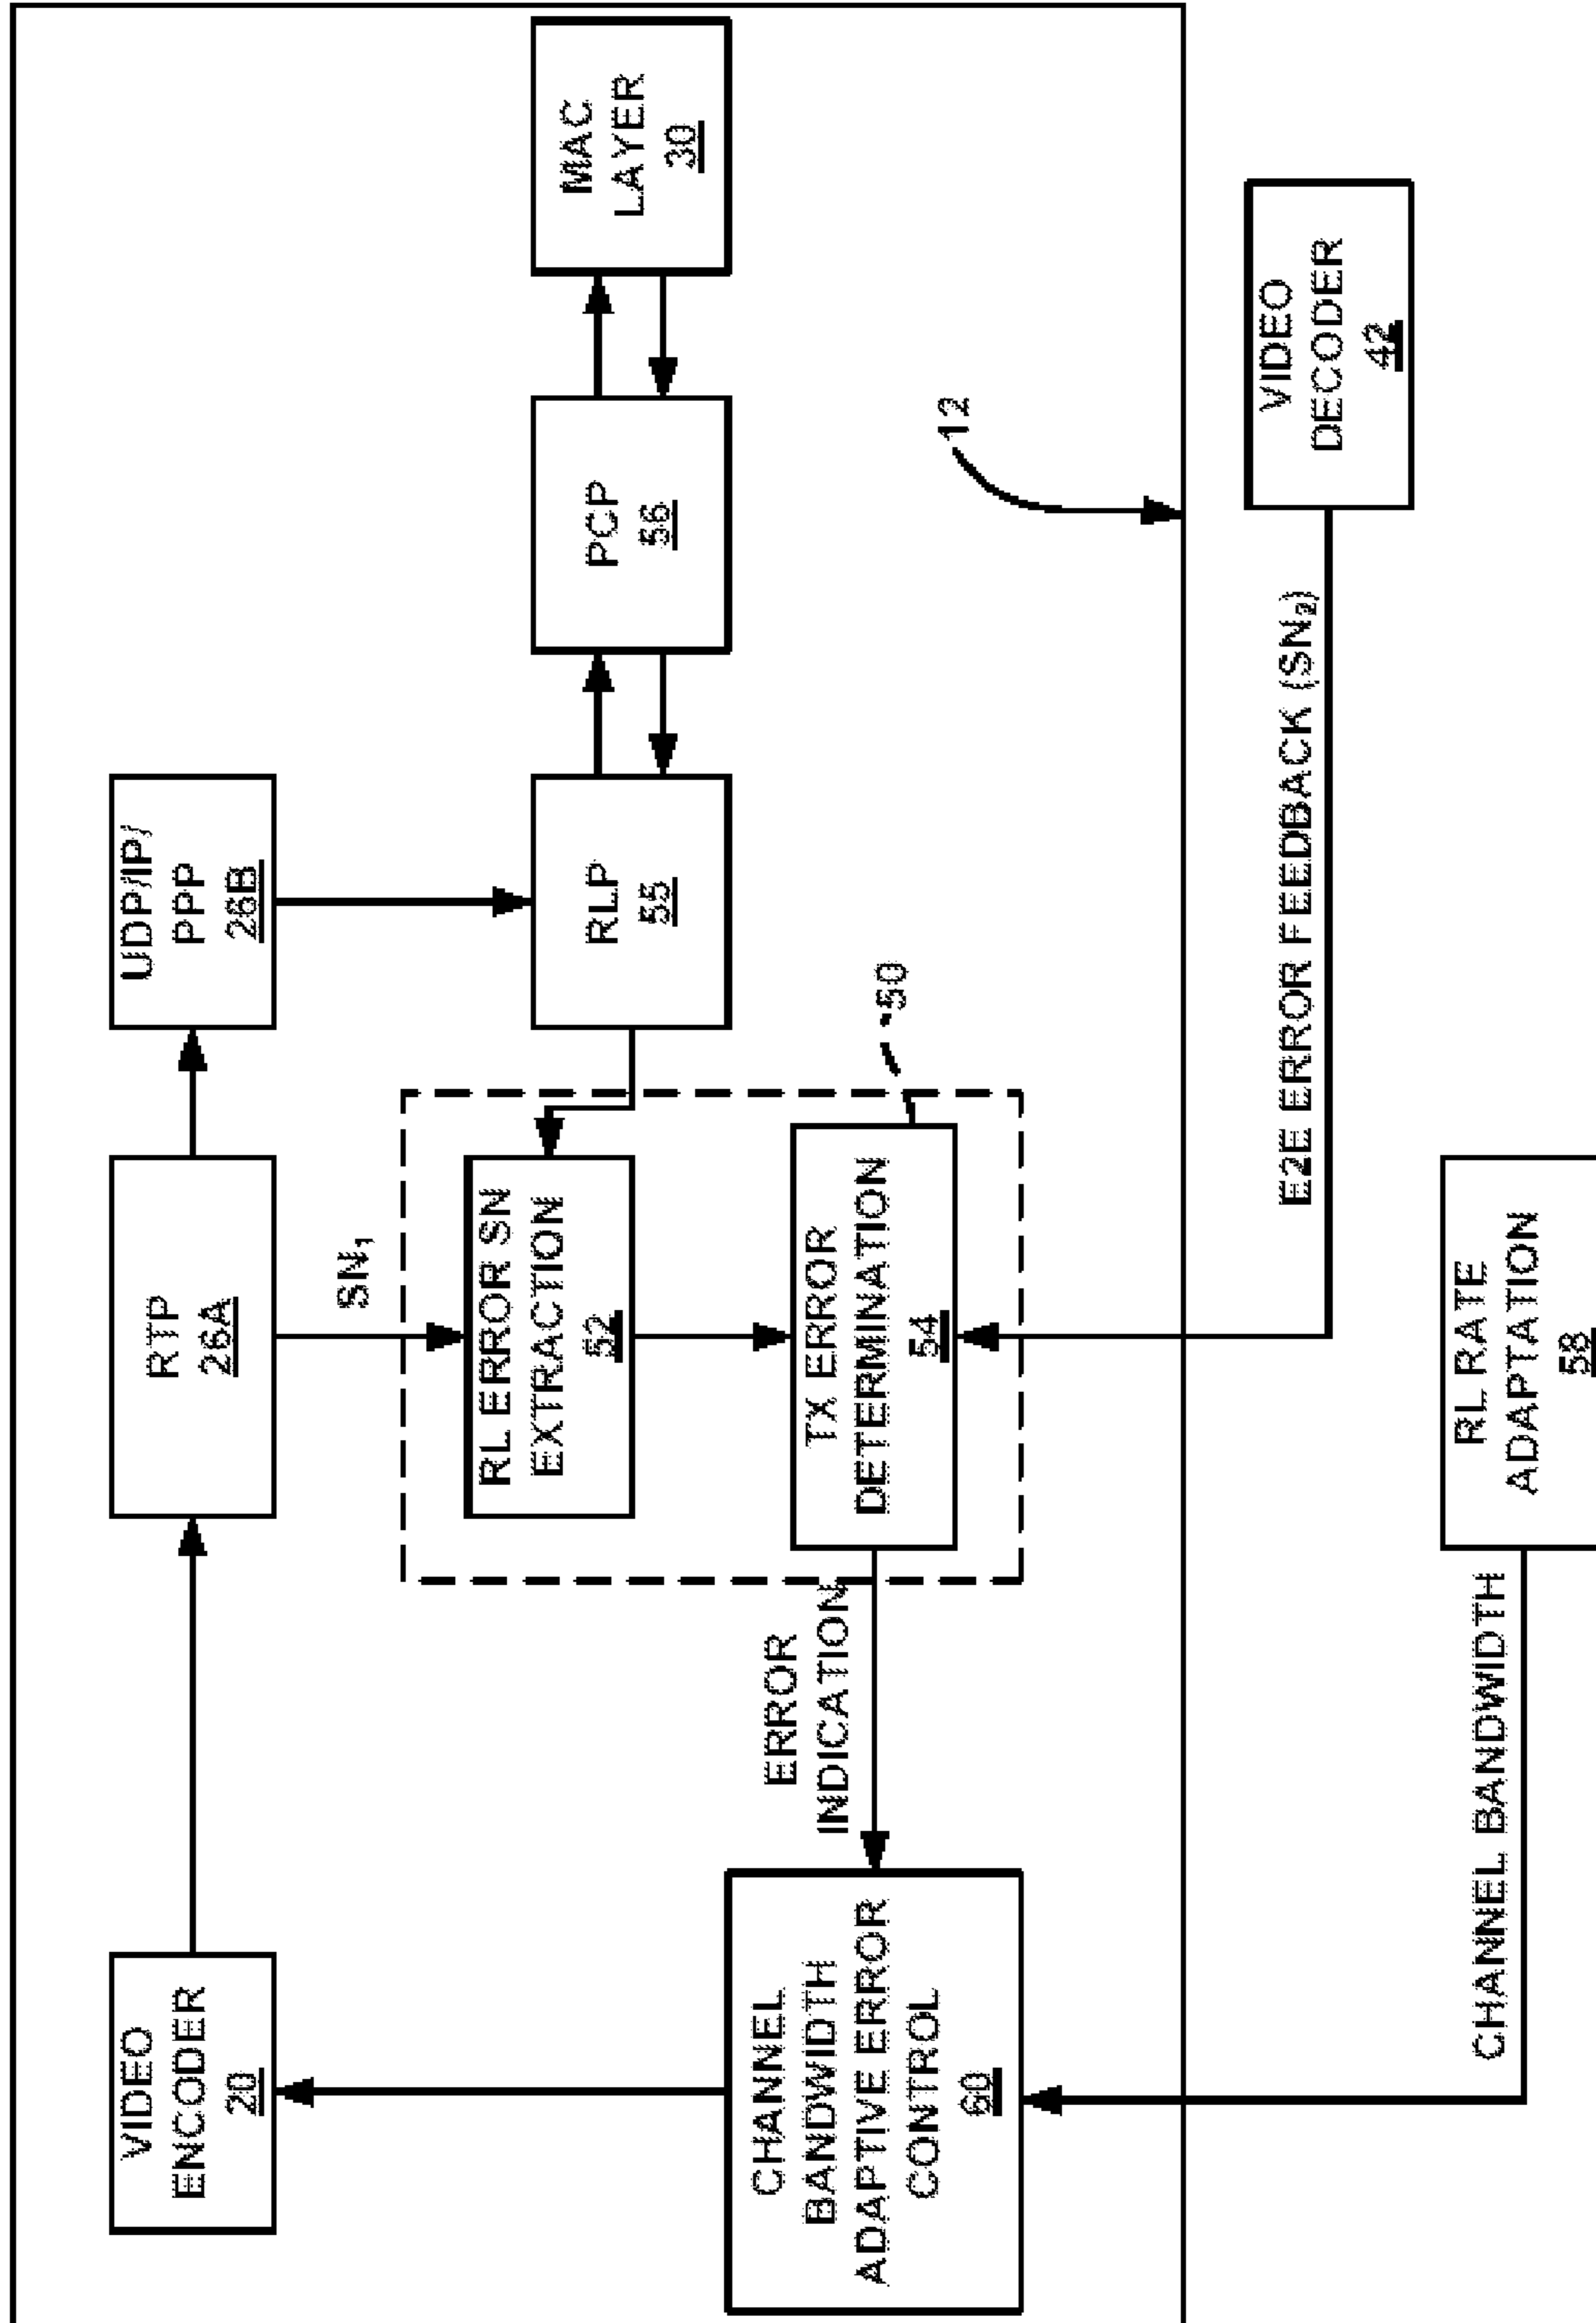 VIDEO
ENCODER
20
RTP
26A
UDP/IP/
PPP
26B
SN₁
RL ERROR SN
EXTRACTION
52
RLP
55
PCP
56
MAC
LAYER
30
CHANNEL
BANDWIDTH
ADAPTIVE ERROR
CONTROL
60
ERROR
INDICATION
TX ERROR
DETERMINATION
54
50
12
E2E ERROR FEEDBACK (SN₂)
VIDEO
DECODER
42
CHANNEL BANDWIDTH
RL RATE
ADAPTATION
58